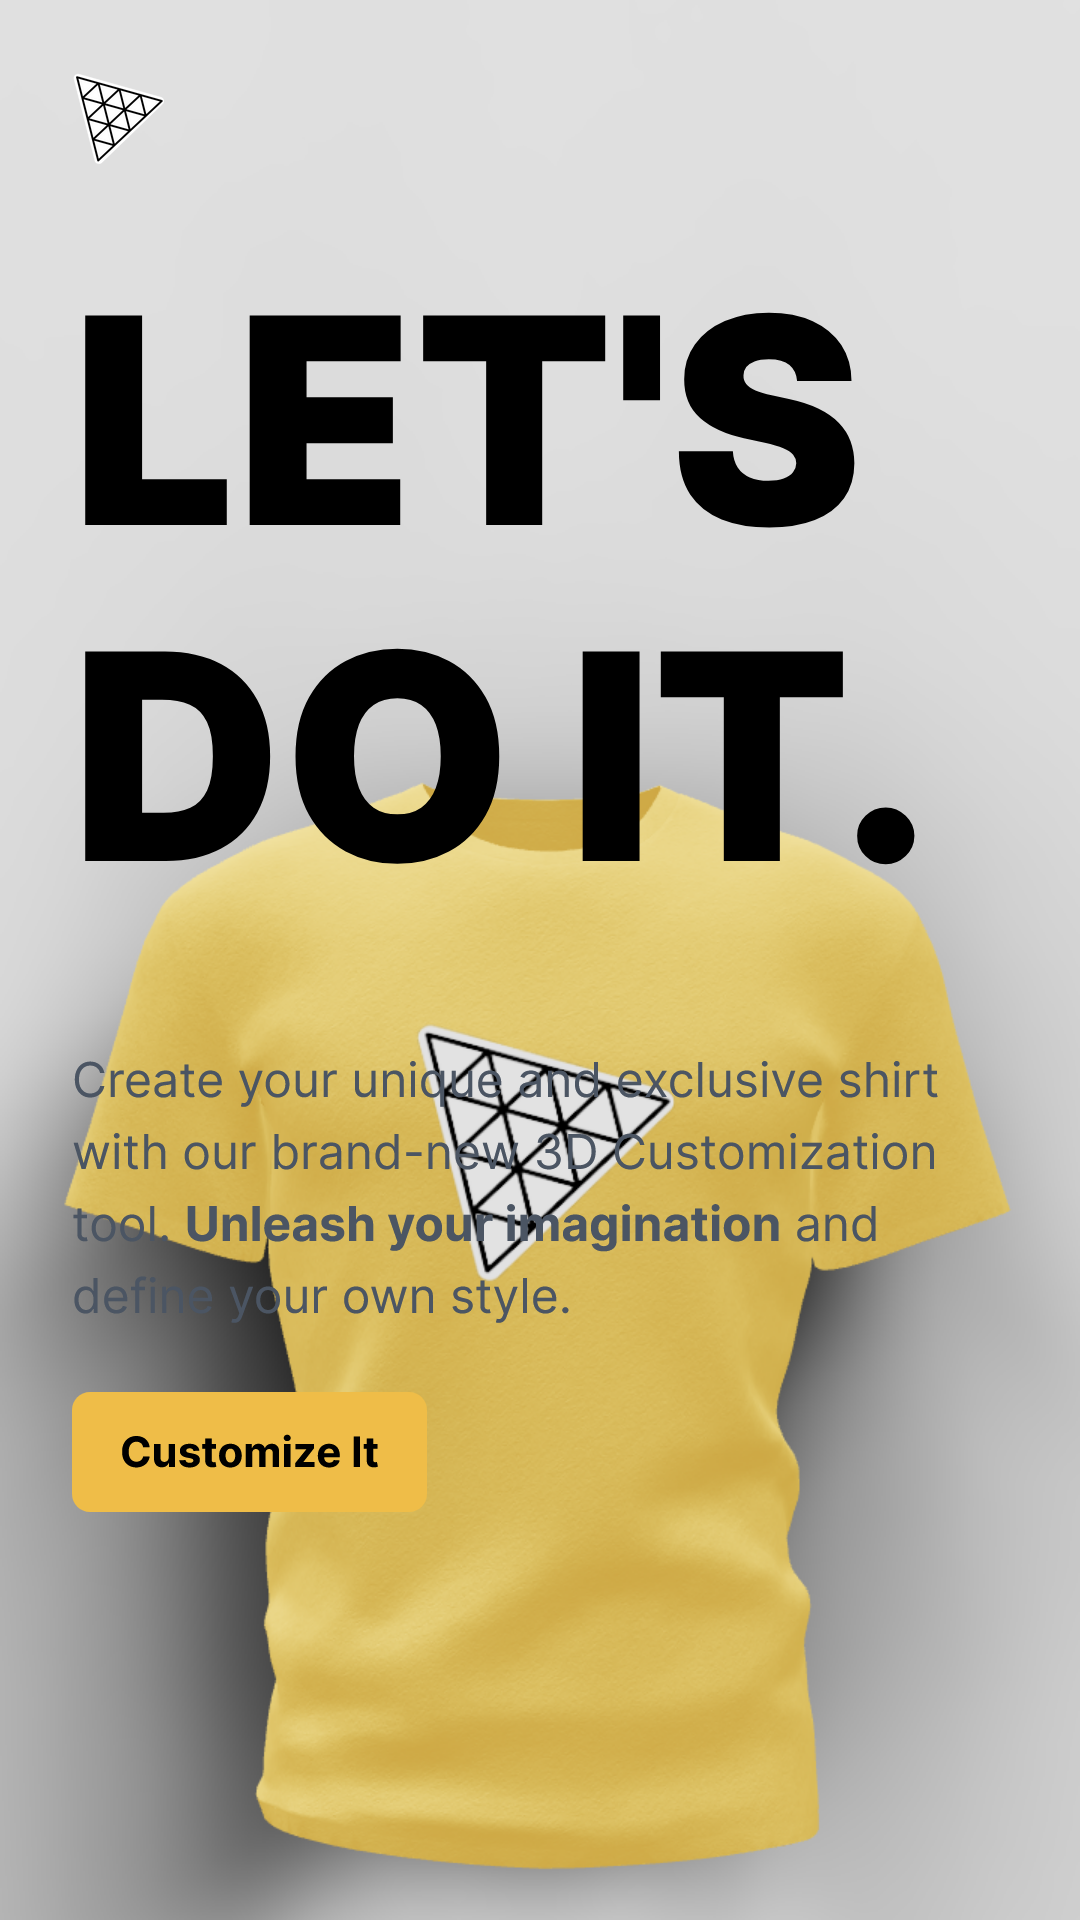 LET'S
DO IT.
Create your unique and exclusive shirt
with our brand-new 3D Customization
tool. Unleash your imagination and
define your own style.
Customize It